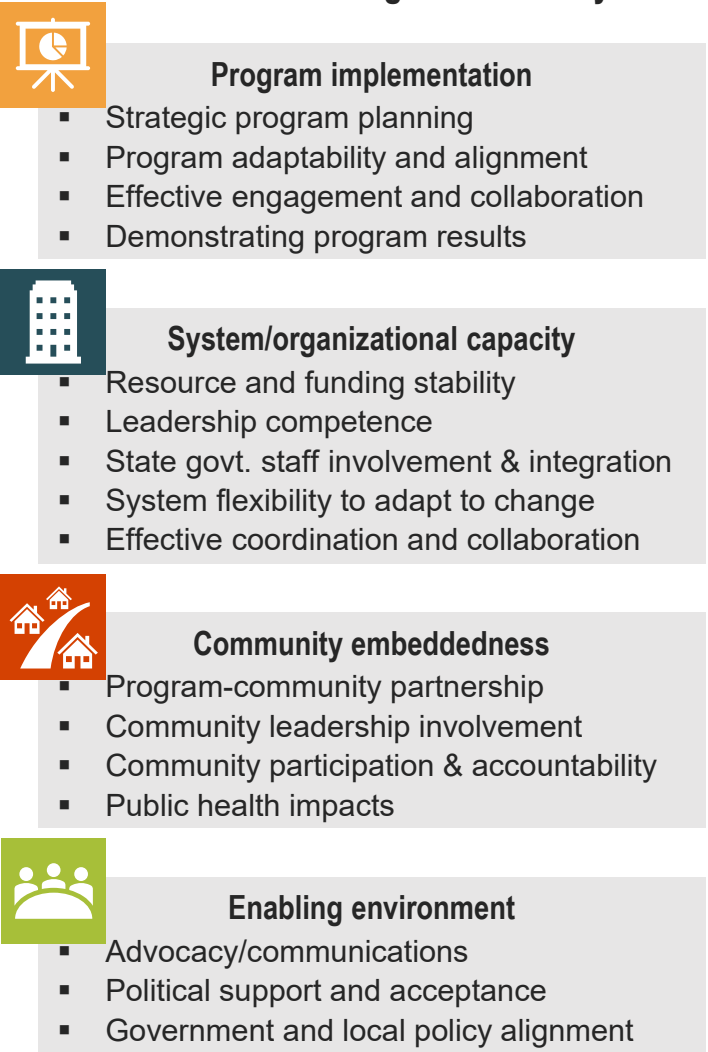 Program implementation
▪ Strategic program planning
▪ Program adaptability and alignment
▪ Effective engagement and collaboration
▪ Demonstrating program results
System/organizational capacity
▪ Resource and funding stability
▪ Leadership competence
▪ State govt. staff involvement & integration
▪ System flexibility to adapt to change
▪ Effective coordination and collaboration
Community embeddedness
▪ Program-community partnership
▪ Community leadership involvement
▪ Community participation & accountability
▪ Public health impacts
Enabling environment
▪ Advocacy/communications
▪ Political support and acceptance
▪ Government and local policy alignment